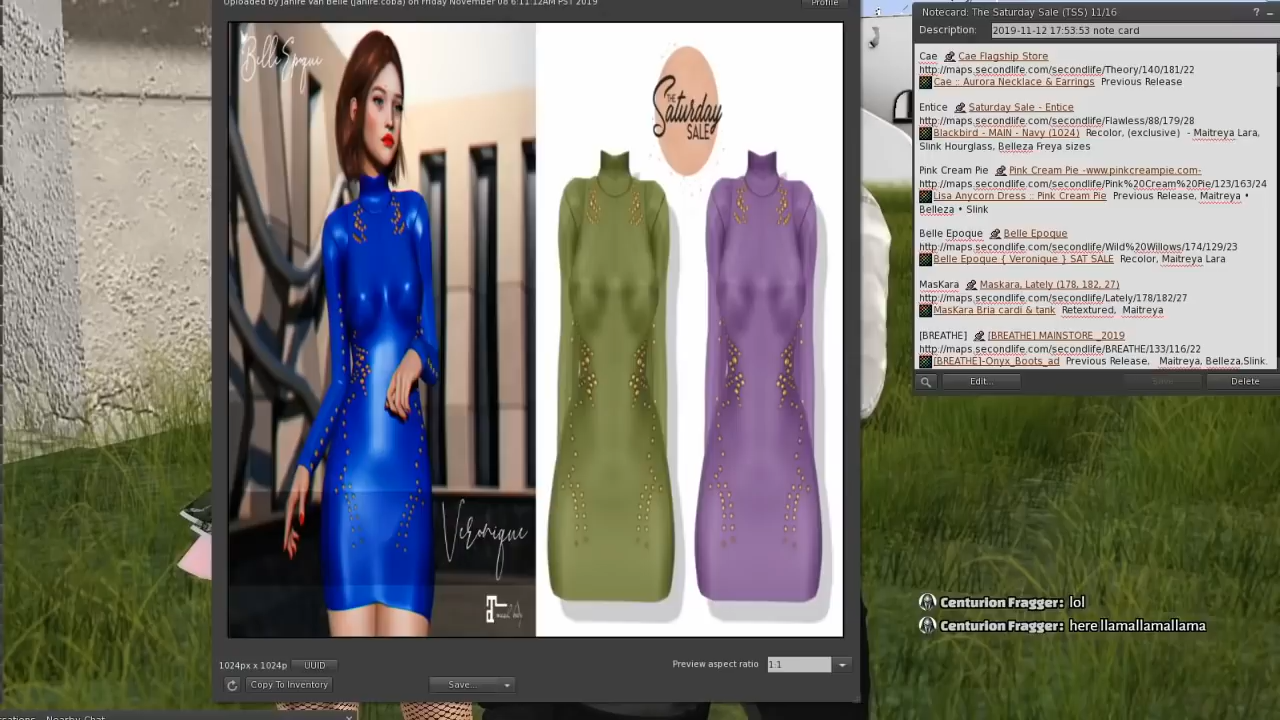 Uploaded by Janire Van Belle (janire.coba) on Friday November 08 6:11:12AM PST 2019
Profile
Belle Epoque
THE
Saturday
SALE
Veronique
1024px x 1024p
UUID
Preview aspect ratio
1:1
Copy To Inventory
Save...
Notecard: The Saturday Sale (TSS) 11/16
Description:
2019-11-12 17:53:53 note card
Cae Cae Flagship Store
http://maps.secondlife.com/secondlife/Theory/140/181/22
Cae :: Aurora Necklace & Earrings Previous Release
Entice Saturday Sale - Entice
http://maps.secondlife.com/secondlife/Flawless/88/179/28
Blackbird - MAIN - Navy (1024) Recolor, (exclusive) - Maitreya Lara,
Slink Hourglass, Belleza Freya sizes
Pink Cream Pie Pink Cream Pie -www.pinkcreampie.com-
http://maps.secondlife.com/secondlife/Pink%20Cream%20Pie/123/163/24
Lisa Anycorn Dress :: Pink Cream Pie Previous Release, Maitreya •
Belleza • Slink
Belle Epoque Belle Epoque
http://maps.secondlife.com/secondlife/Wild%20Willows/174/129/23
Belle Epoque { Veronique } SAT SALE Recolor, Maitreya Lara
MasKara Maskara, Lately (178, 182, 27)
http://maps.secondlife.com/secondlife/Lately/178/182/27
MasKara Bria cardi & tank Retextured, Maitreya
[BREATHE] [BREATHE] MAINSTORE_2019
http://maps.secondlife.com/secondlife/BREATHE/133/116/22
[BREATHE]-Onyx_Boots_ad Previous Release, Maitreya, Belleza,Slink.
Edit...
Save
Delete
Centurion Fragger: lol
Centurion Fragger: here llamallamallama